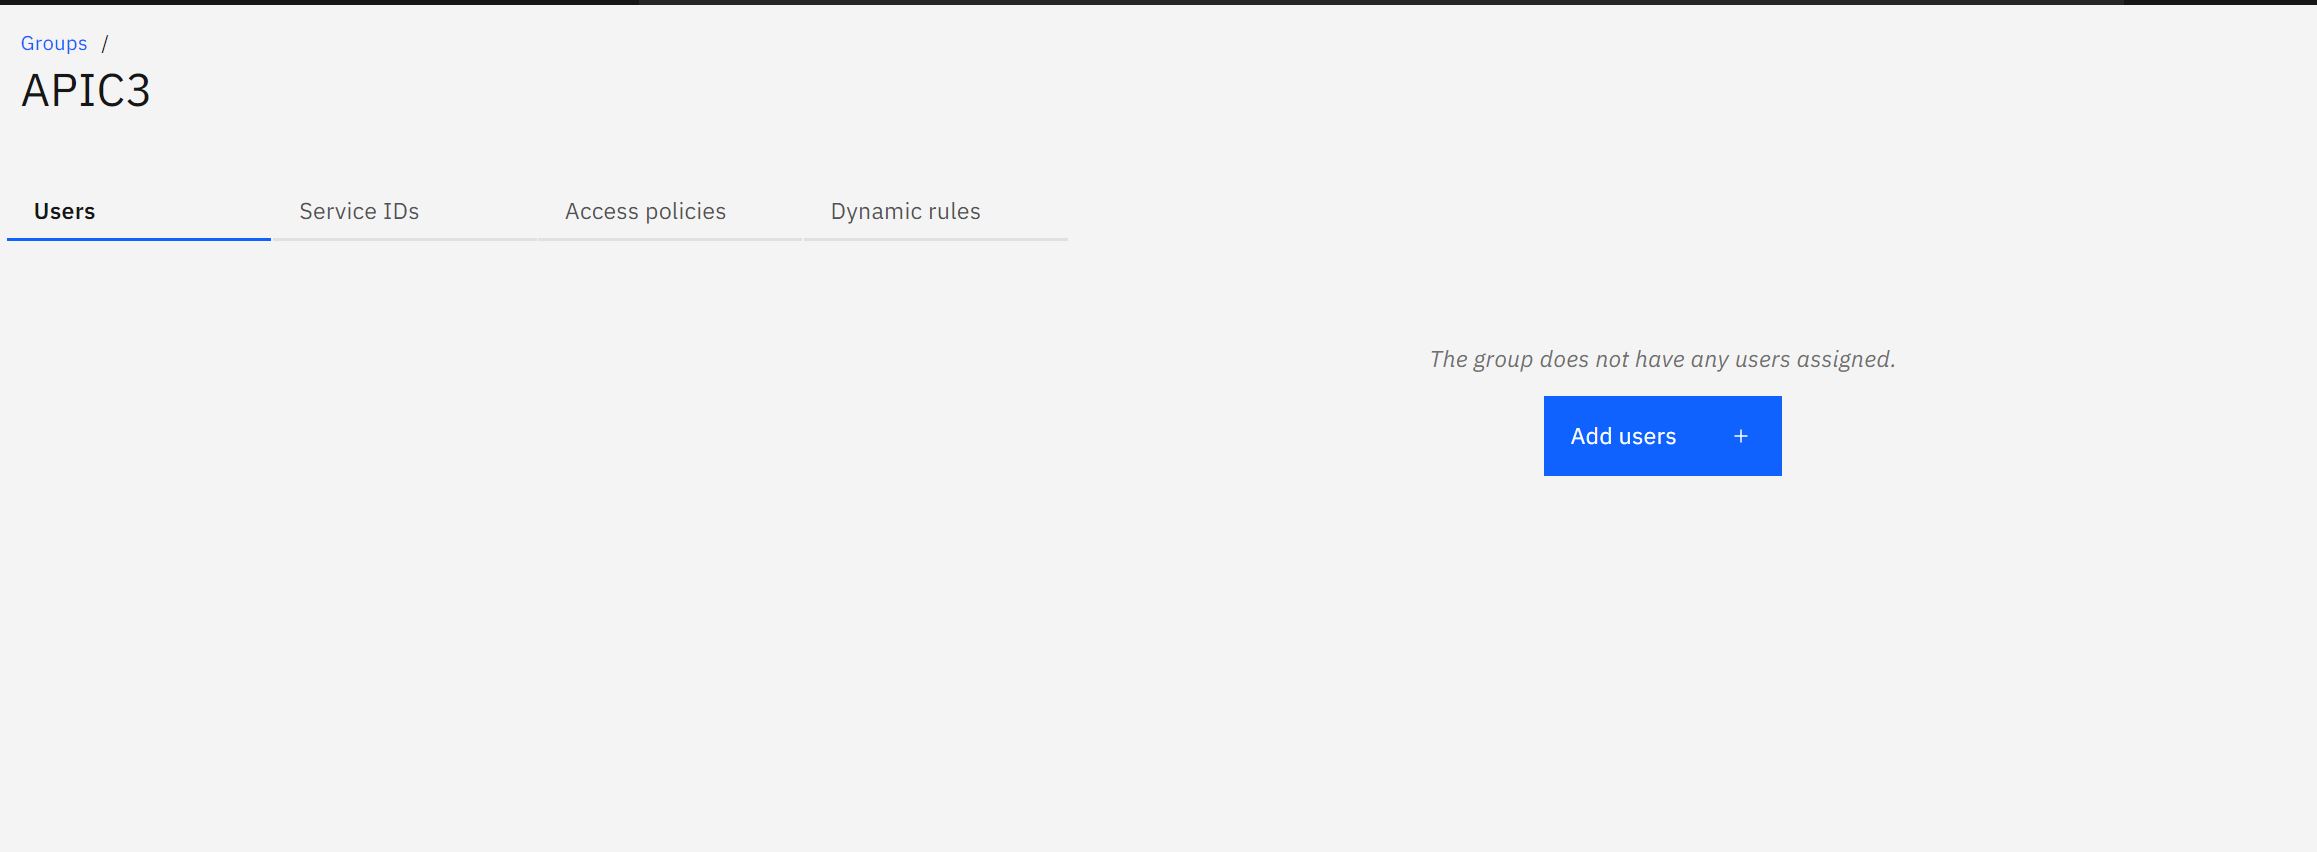 Groups /
APIC3
Users Service IDs Access policies Dynamic rules
The group does not have any users assigned.
Add users +